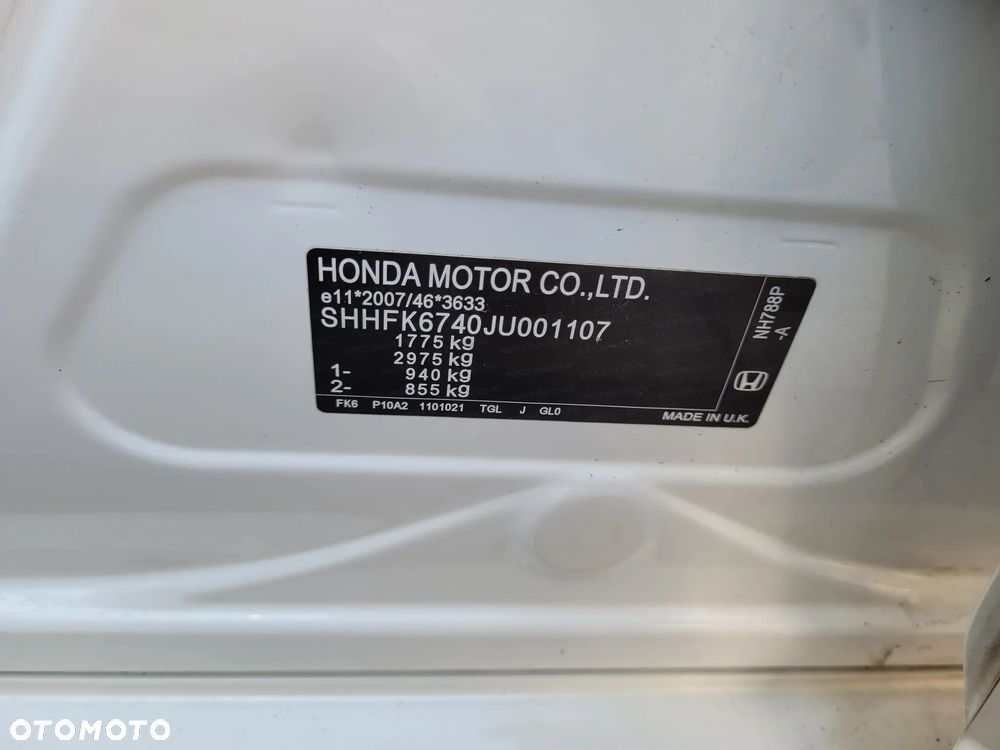 HONDA MOTOR CO.,LTD.
e11*2007/46*3633
SHHFK6740JU001107
1775 kg
2975 kg
1- 940 kg
2- 855 kg
FK6 P10A2 1101021 TGL J GL0
MADE IN U.K.
NH788P
-A
OTOMOTO